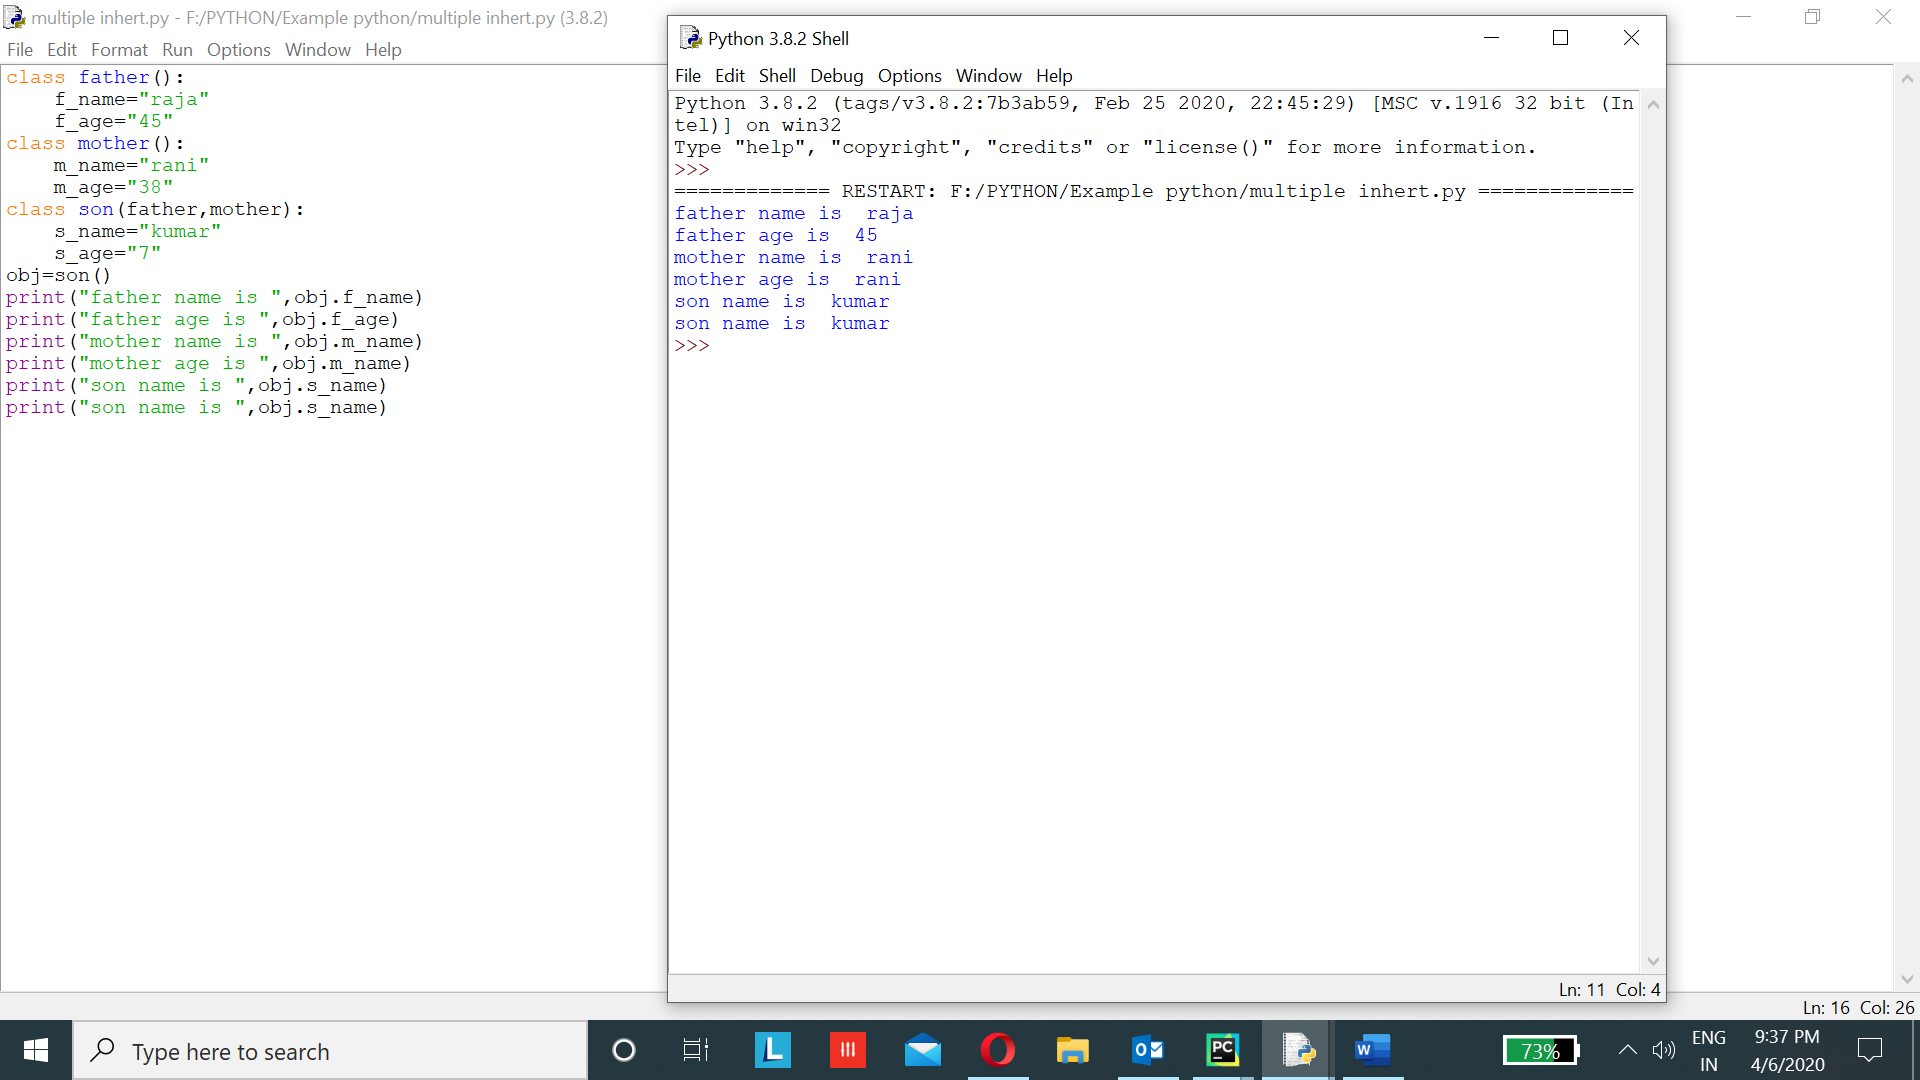 multiple inhert.py - F:/PYTHON/Example python/multiple inhert.py (3.8.2)
File Edit Format Run Options Window Help
class father():
    f_name="raja"
    f_age="45"
class mother():
    m_name="rani"
    m_age="38"
class son(father,mother):
    s_name="kumar"
    s_age="7"
obj=son()
print("father name is ",obj.f_name)
print("father age is ",obj.f_age)
print("mother name is ",obj.m_name)
print("mother age is ",obj.m_name)
print("son name is ",obj.s_name)
print("son name is ",obj.s_name)
Python 3.8.2 Shell
File Edit Shell Debug Options Window Help
Python 3.8.2 (tags/v3.8.2:7b3ab59, Feb 25 2020, 22:45:29) [MSC v.1916 32 bit (In
tel)] on win32
Type "help", "copyright", "credits" or "license()" for more information.
>>>
============= RESTART: F:/PYTHON/Example python/multiple inhert.py =============
father name is  raja
father age is  45
mother name is  rani
mother age is  rani
son name is  kumar
son name is  kumar
>>>
Ln: 11 Col: 4
Ln: 16 Col: 26
Type here to search
L
O
PC
W
73%
ENG
IN
9:37 PM
4/6/2020